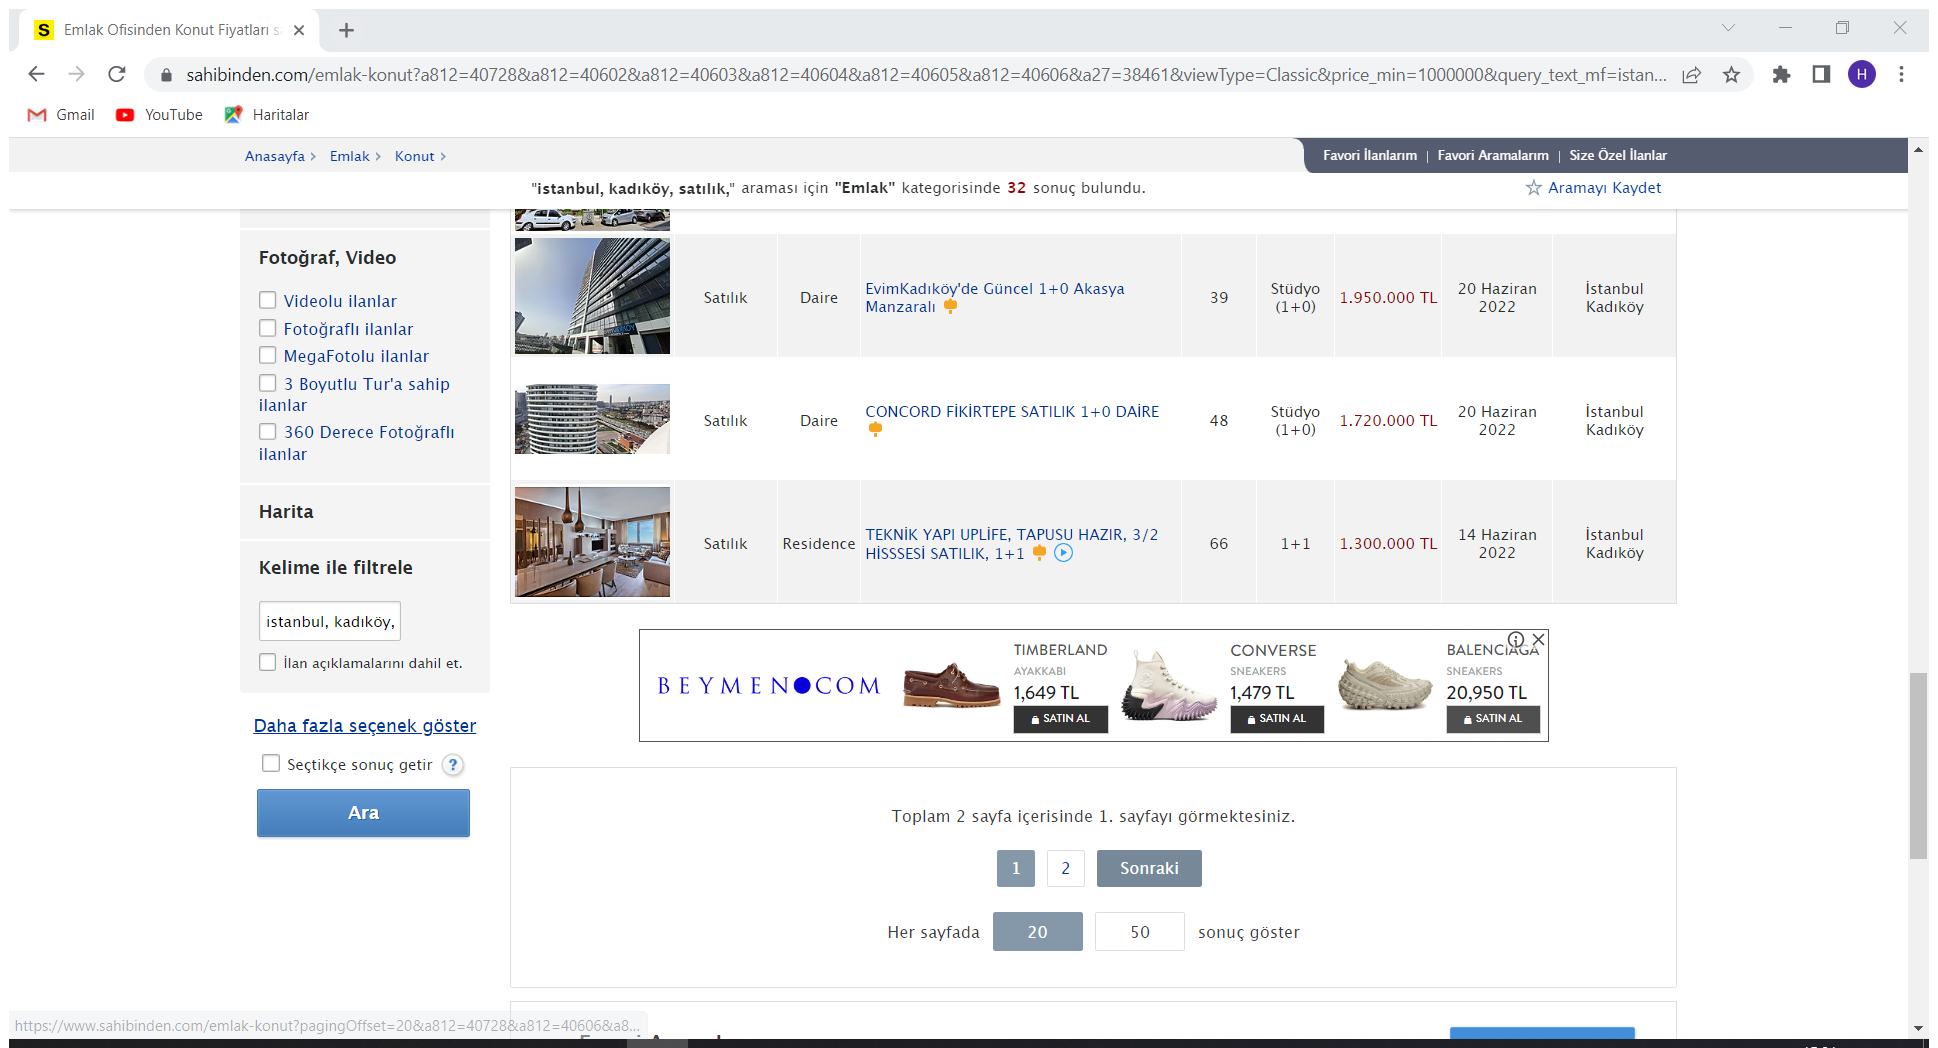 S Emlak Ofisinden Konut Fiyatları s
sahibinden.com/emlak-konut?a812=40728&a812=40602&a812=40603&a812=40604&a812=40605&a812=40606&a27=38461&viewType=Classic&price_min=1000000&query_text_mf=istan... H
Gmail YouTube Haritalar
Anasayfa > Emlak > Konut >
Favori İlanlarım | Favori Aramalarım | Size Özel İlanlar
"istanbul, kadıköy, satılık," araması için "Emlak" kategorisinde 32 sonuç bulundu.
Aramayı Kaydet
Fotoğraf, Video
Videolu ilanlar
Fotoğraflı ilanlar
MegaFotolu ilanlar
3 Boyutlu Tur'a sahip
ilanlar
360 Derece Fotoğraflı
ilanlar
Harita
Kelime ile filtrele
istanbul, kadıköy,
İlan açıklamalarını dahil et.
Daha fazla seçenek göster
Seçtikçe sonuç getir ?
Ara
Satılık
Daire
EvimKadıköy'de Güncel 1+0 Akasya
Manzaralı
39
Stüdyo
(1+0)
1.950.000 TL
20 Haziran
2022
İstanbul
Kadıköy
Satılık
Daire
CONCORD FİKİRTEPE SATILIK 1+0 DAİRE
48
Stüdyo
(1+0)
1.720.000 TL
20 Haziran
2022
İstanbul
Kadıköy
Satılık
Residence
TEKNİK YAPI UPLİFE, TAPUSU HAZIR, 3/2
HİSSSESİ SATILIK, 1+1
66
1+1
1.300.000 TL
14 Haziran
2022
İstanbul
Kadıköy
BEYMEN COM
TIMBERLAND
AYAKKABI
1,649 TL
SATIN AL
CONVERSE
SNEAKERS
1,479 TL
SATIN AL
BALENCIAGA
SNEAKERS
20,950 TL
SATIN AL
Toplam 2 sayfa içerisinde 1. sayfayı görmektesiniz.
1 2 Sonraki
Her sayfada 20 50 sonuç göster
https://www.sahibinden.com/emlak-konut?pagingOffset=20&a812=40728&a812=40606&a8...